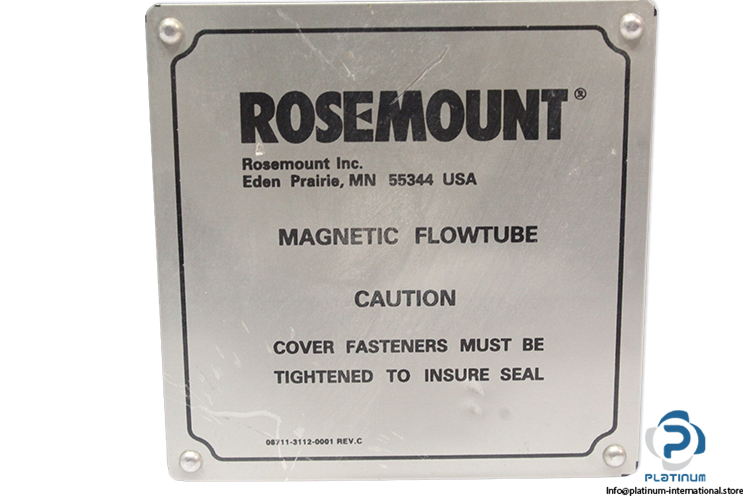 ROSEMOUNT®
Rosemount Inc.
Eden Prairie, MN 55344 USA
MAGNETIC FLOWTUBE
CAUTION
COVER FASTENERS MUST BE
TIGHTENED TO INSURE SEAL
08711-3112-0001 REV.C
PLATINUM
Info@platinum-international.store